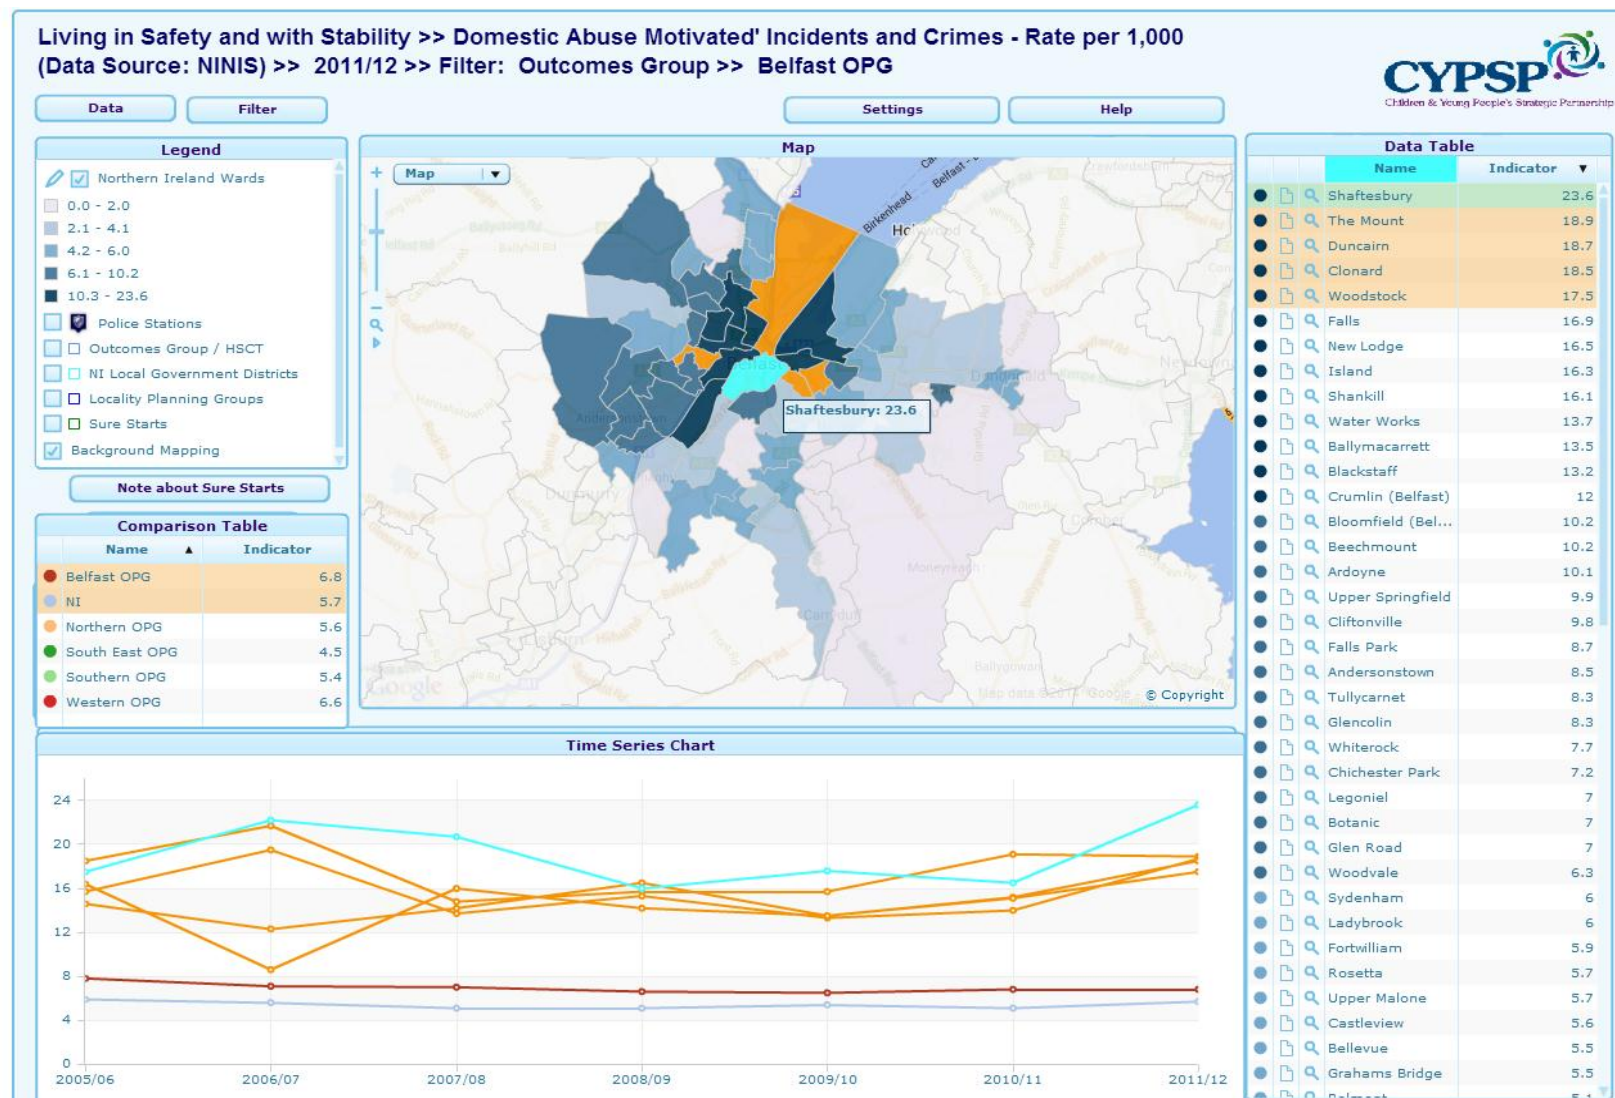 Living in Safety and with Stability >> Domestic Abuse Motivated' Incidents and Crimes - Rate per 1,000
(Data Source: NINIS) >> 2011/12 >> Filter: Outcomes Group >> Belfast OPG
CYPSP
Children & Young People's Strategic Partnership
Data
Filter
Settings
Help
Legend
Northern Ireland Wards
0.0 - 2.0
2.1 - 4.1
4.2 - 6.0
6.1 - 10.2
10.3 - 23.6
Police Stations
Outcomes Group / HSCT
NI Local Government Districts
Locality Planning Groups
Sure Starts
Background Mapping
Note about Sure Starts
Comparison Table
Name ▲ Indicator
Belfast OPG 6.8
NI 5.7
Northern OPG 5.6
South East OPG 4.5
Southern OPG 5.4
Western OPG 6.6
Map
Map ▼
Birkenhead
Belfast -
Andersonstown
Shaftesbury: 23.6
Dunmurry
Moneyreagh
Carryduff
Ballygowan
Google
© Copyright
Data Table
Name Indicator ▼
Shaftesbury 23.6
The Mount 18.9
Duncairn 18.7
Clonard 18.5
Woodstock 17.5
Falls 16.9
New Lodge 16.5
Island 16.3
Shankill 16.1
Water Works 13.7
Ballymacarrett 13.5
Blackstaff 13.2
Crumlin (Belfast) 12
Bloomfield (Bel... 10.2
Beechmount 10.2
Ardoyne 10.1
Upper Springfield 9.9
Cliftonville 9.8
Falls Park 8.7
Andersonstown 8.5
Tullycarnet 8.3
Glencolin 8.3
Whiterock 7.7
Chichester Park 7.2
Legoniel 7
Botanic 7
Glen Road 7
Woodvale 6.3
Sydenham 6
Ladybrook 6
Fortwilliam 5.9
Rosetta 5.7
Upper Malone 5.7
Castleview 5.6
Bellevue 5.5
Grahams Bridge 5.5
Belmont 5.1
Time Series Chart
24
20
16
12
8
4
0
2005/06 2006/07 2007/08 2008/09 2009/10 2010/11 2011/12